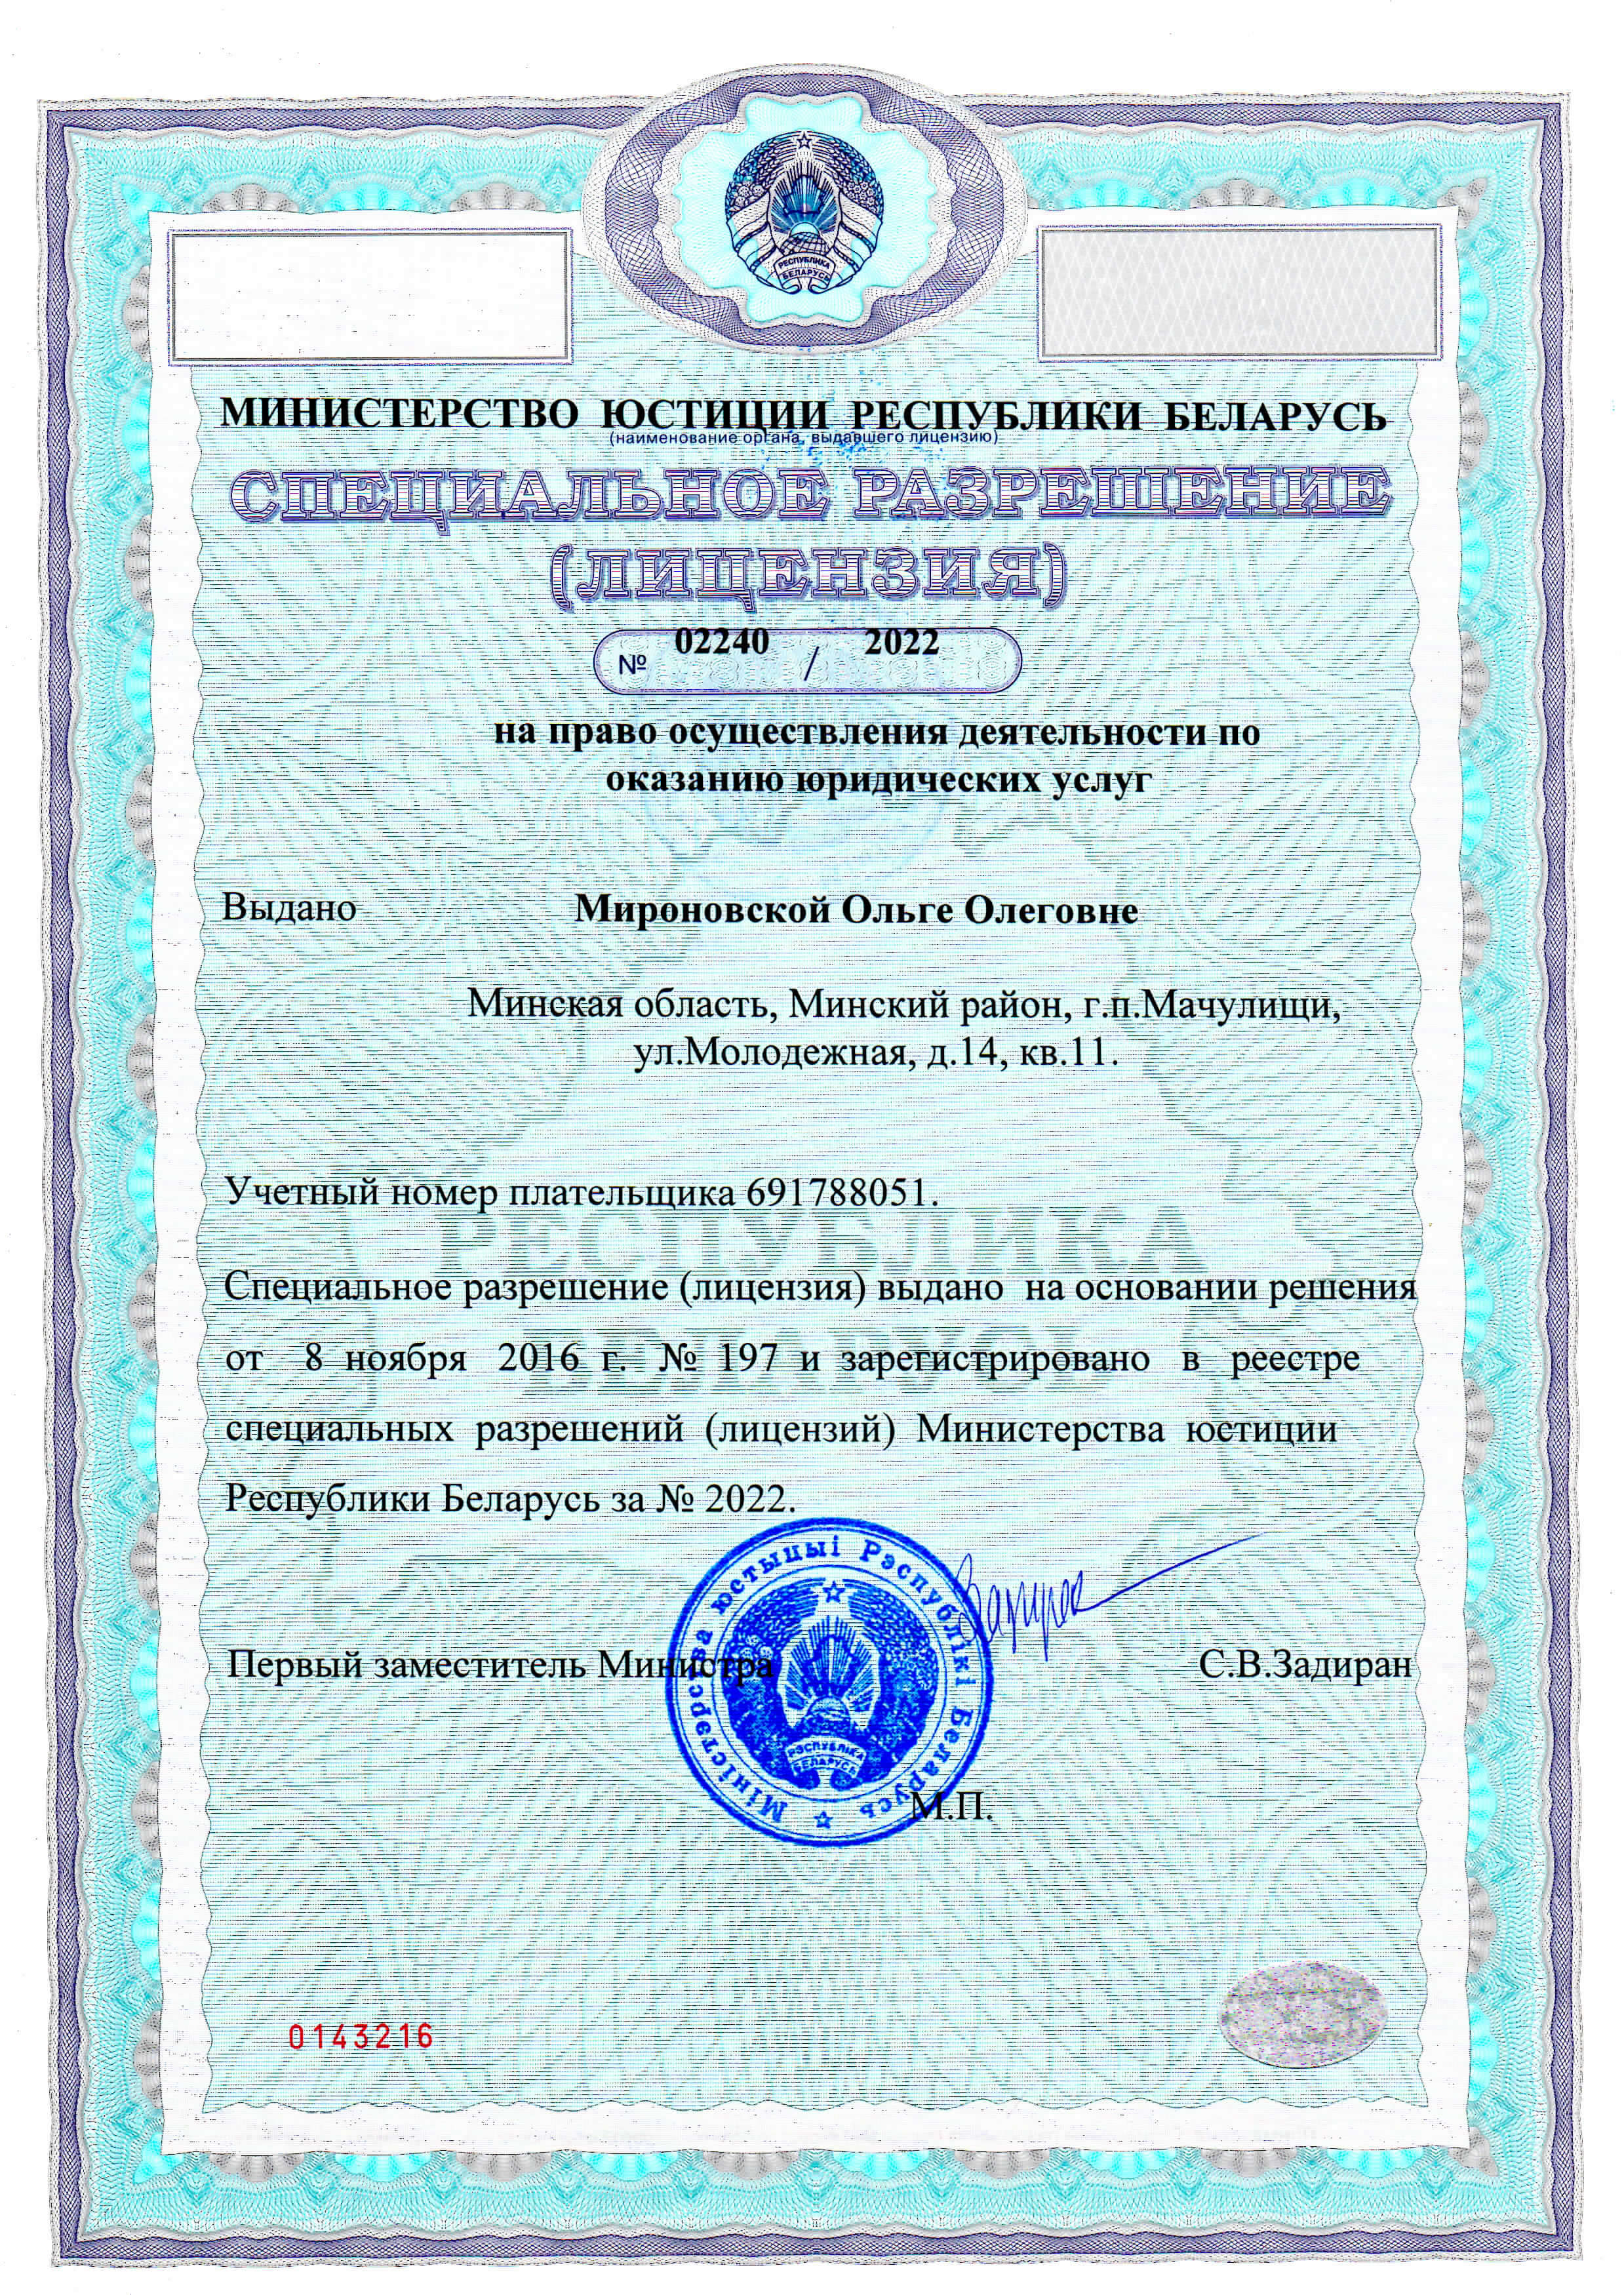 РЕСПУБЛИКА
БЕЛАРУСЬ
МИНИСТЕРСТВО ЮСТИЦИИ РЕСПУБЛИКИ БЕЛАРУСЬ
(наименование органа, выдавшего лицензию)
СПЕЦИАЛЬНОЕ РАЗРЕШЕНИЕ
(ЛИЦЕНЗИЯ)
№ 02240 / 2022
на право осуществления деятельности по
оказанию юридических услуг
Выдано Мироновской Ольге Олеговне
Минская область, Минский район, г.п.Мачулищи,
ул.Молодежная, д.14, кв.11.
Учетный номер плательщика 691788051.
РЕСПУБЛИКА
Специальное разрешение (лицензия) выдано на основании решения
БЕЛАРУСЬ
от 8 ноября 2016 г. № 197 и зарегистрировано в реестре
специальных разрешений (лицензий) Министерства юстиции
Республики Беларусь за № 2022.
Міністэрства юстыцыі Рэспублікі Беларусь
РЭСПУБЛІКА
БЕЛАРУСЬ
Первый заместитель Министра С.В.Задиран
М.П.
0143216